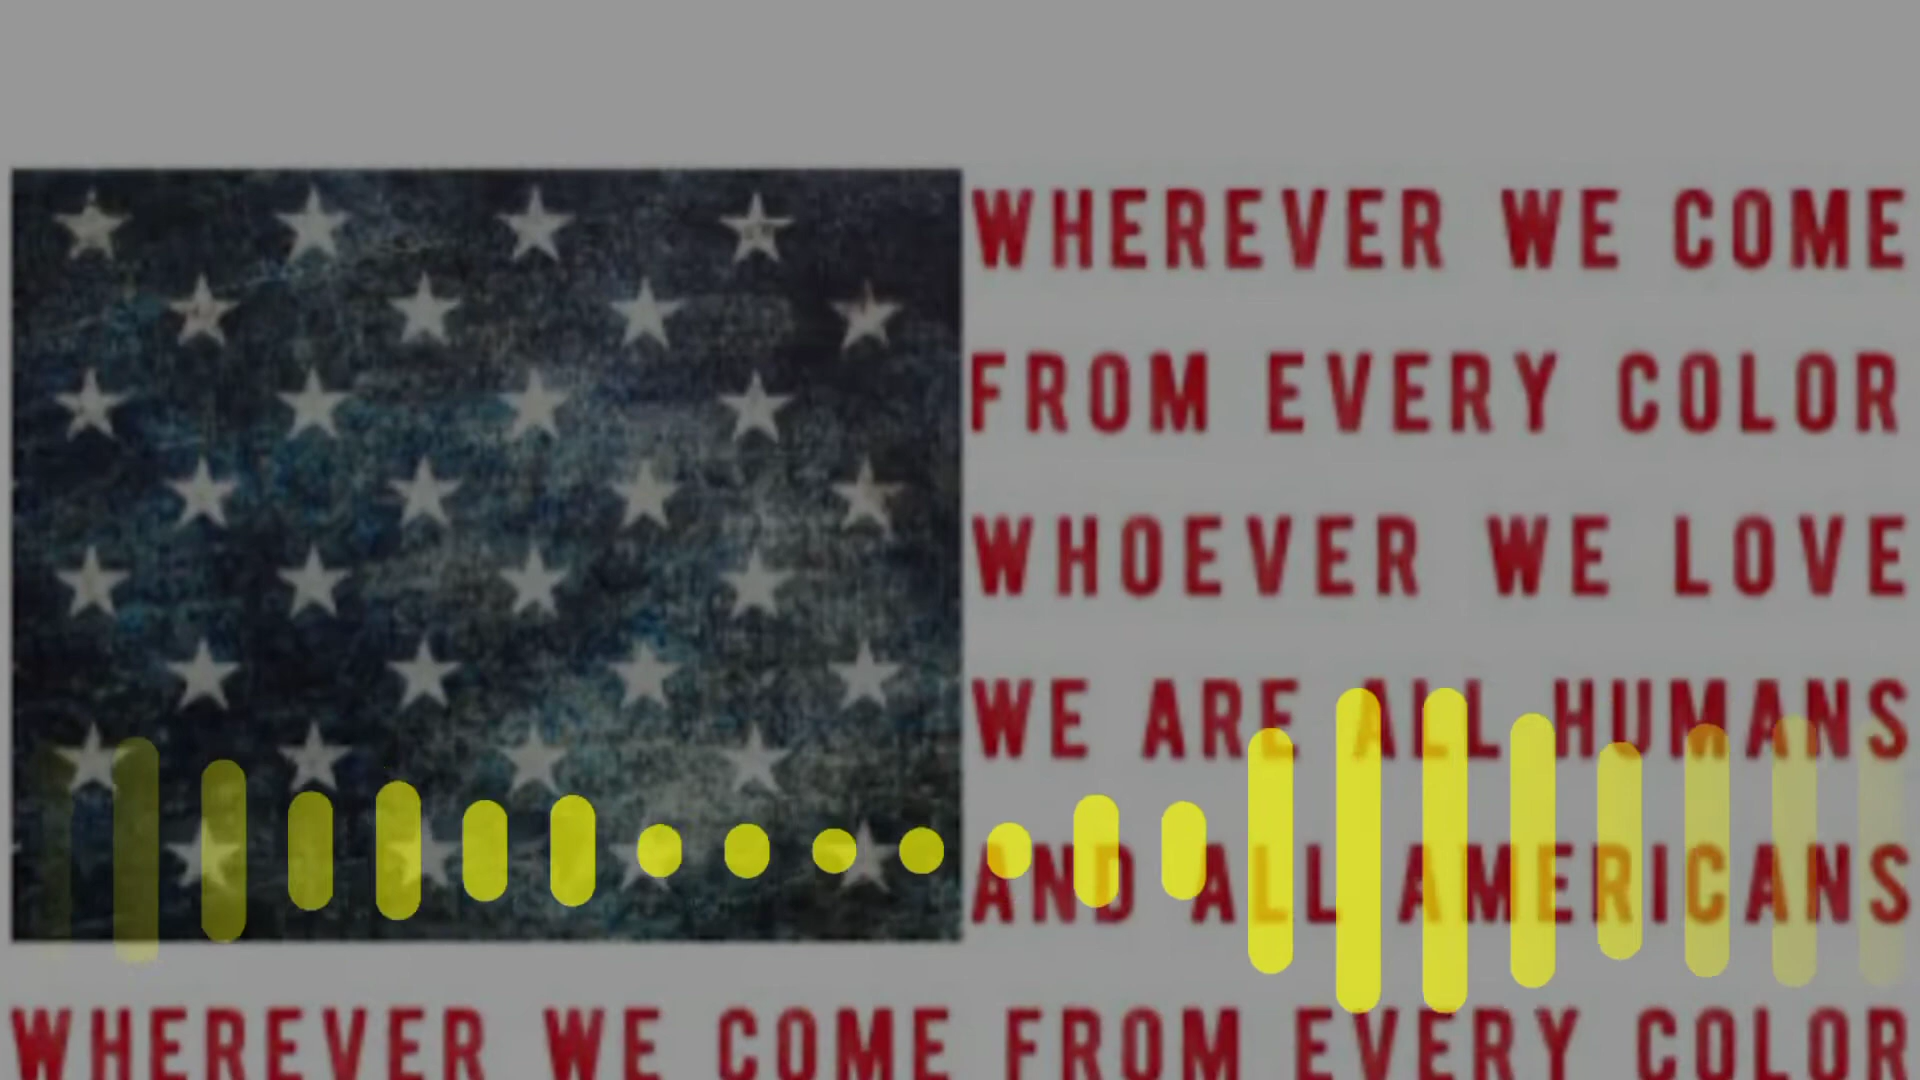 WHEREVER WE COME
FROM EVERY COLOR
WHOEVER WE LOVE
WE ARE ALL HUMANS
AND ALL AMERICANS
WHEREVER WE COME FROM EVERY COLOR